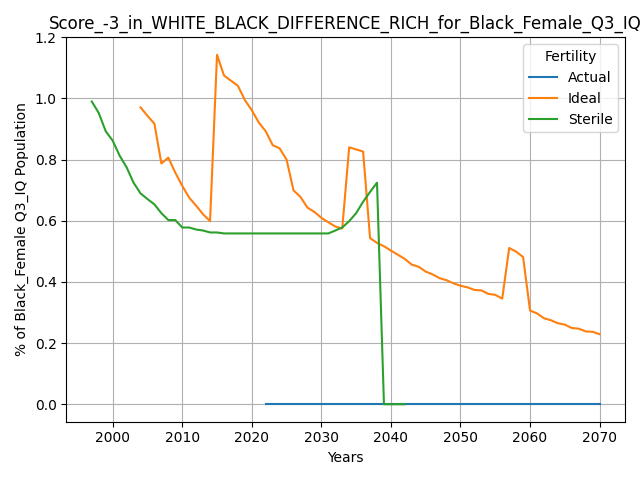 Score_-3_in_WHITE_BLACK_DIFFERENCE_RICH_for_Black_Female_Q3_IQ
Fertility
Actual
Ideal
Sterile
% of Black_Female Q3_IQ Population
1.2
1.0
0.8
0.6
0.4
0.2
0.0
2000 2010 2020 2030 2040 2050 2060 2070
Years